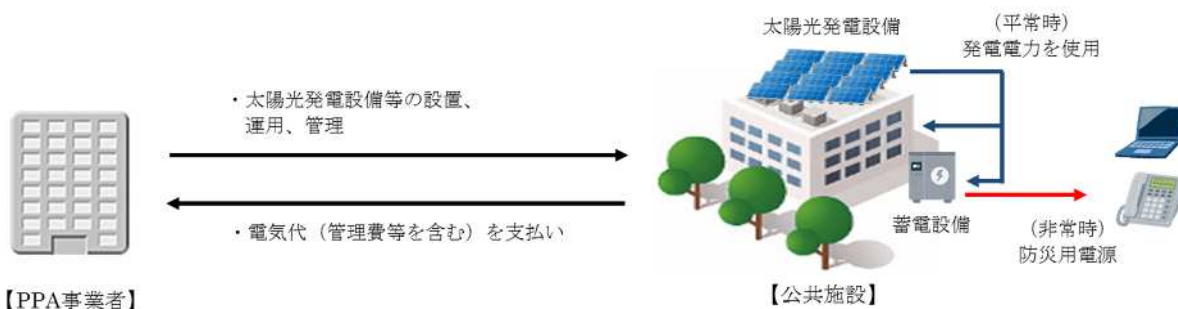 太陽光発電設備
(平常時)
発電電力を使用
・太陽光発電設備等の設置、
運用、管理
・電気代（管理費等を含む）を支払い
蓄電設備
(非常時)
防災用電源
【PPA事業者】
【公共施設】